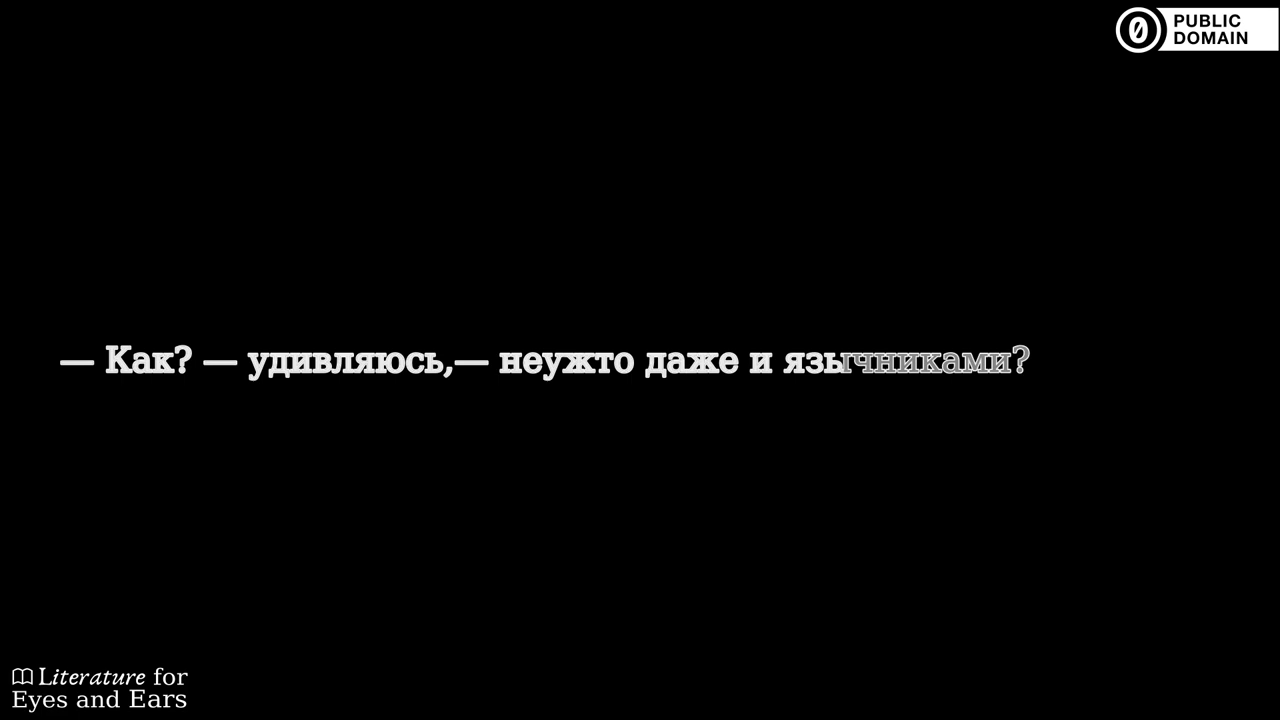 PUBLIC
DOMAIN
— Как? — удивляюсь,— неужто даже и язычниками?
Literature for
Eyes and Ears